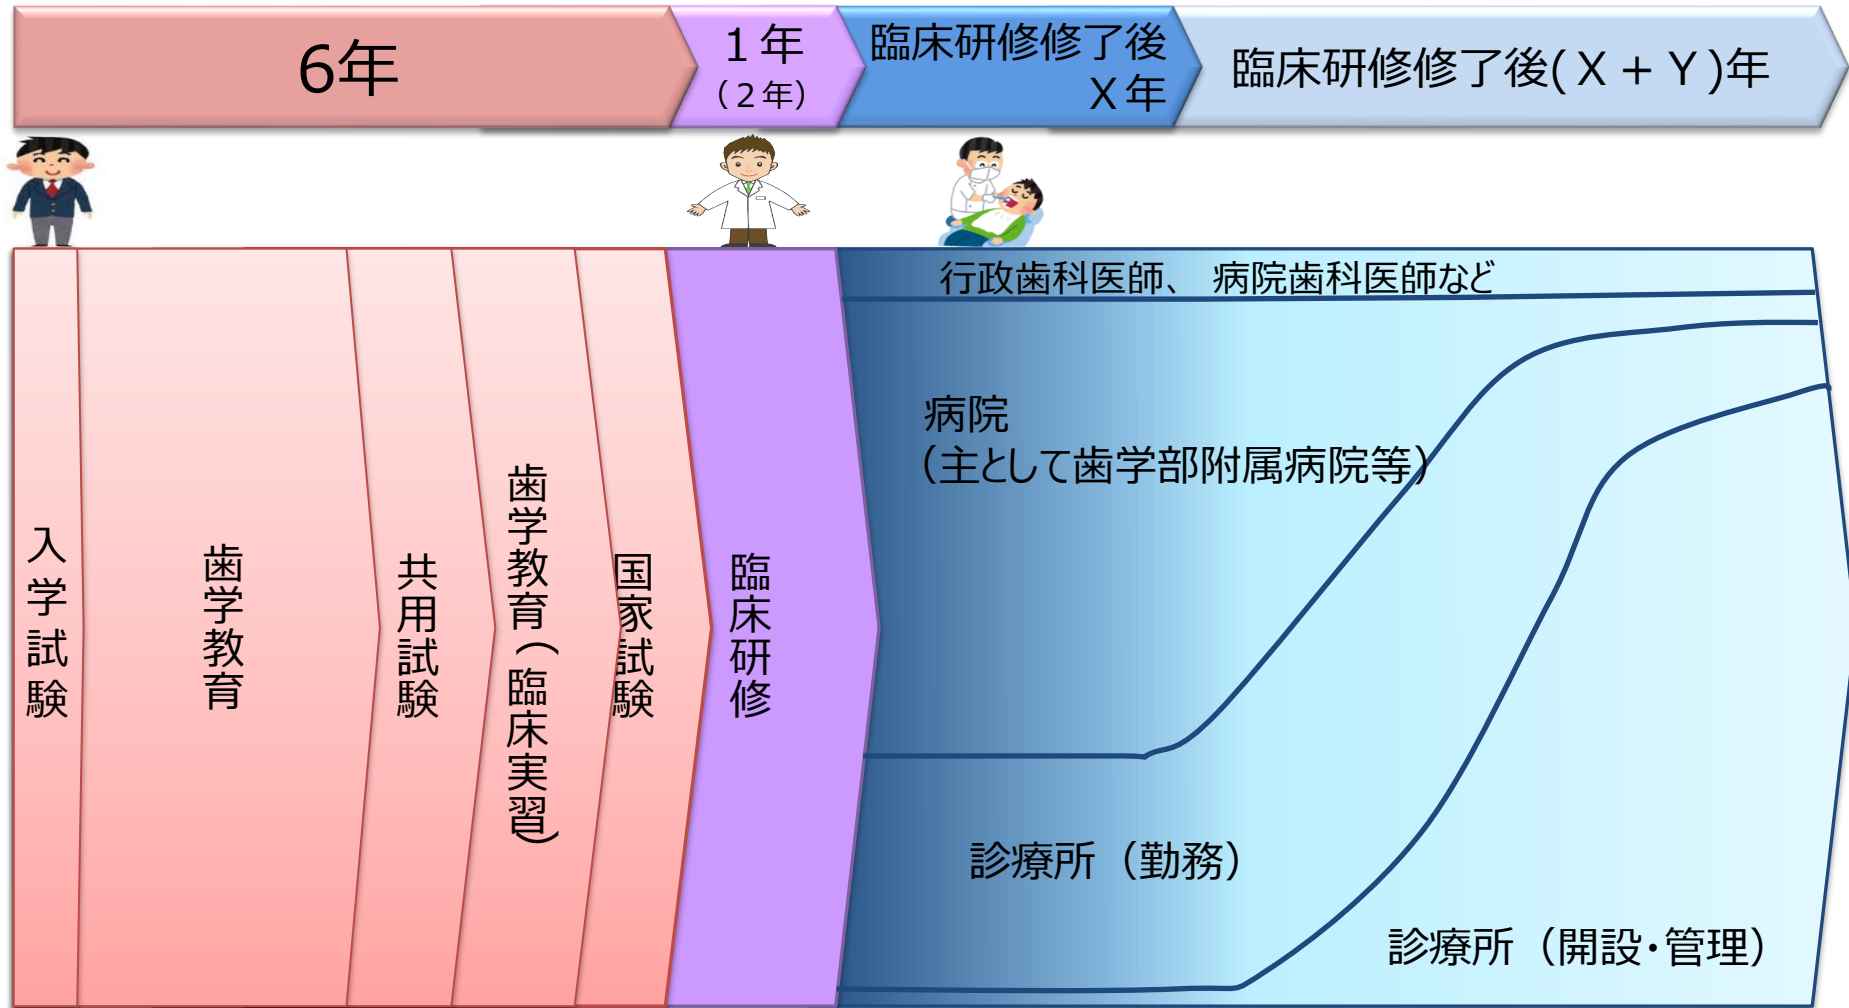 6年
１年
（２年）
臨床研修修了後
Ｘ年
臨床研修修了後(Ｘ + Ｙ)年
入学試験
歯学教育
共用試験
歯学教育（臨床実習）
国家試験
臨床研修
行政歯科医師、 病院歯科医師など
病院
（主として歯学部附属病院等）
診療所（勤務）
診療所（開設・管理）